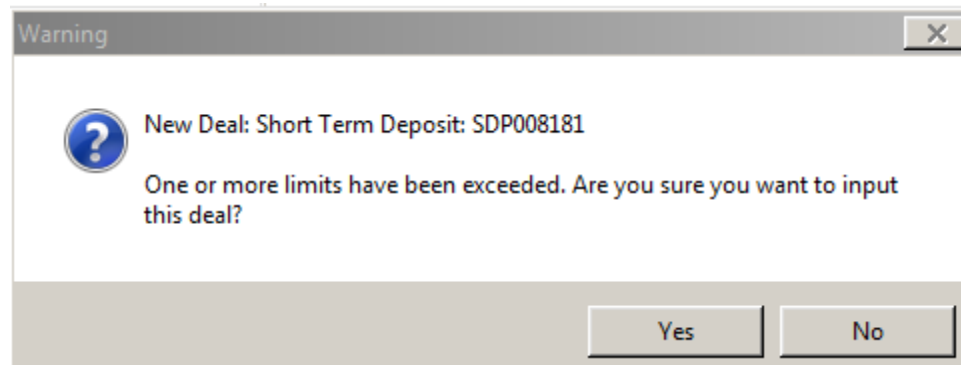 Warning
New Deal: Short Term Deposit: SDP008181
One or more limits have been exceeded. Are you sure you want to input
this deal?
Yes
No